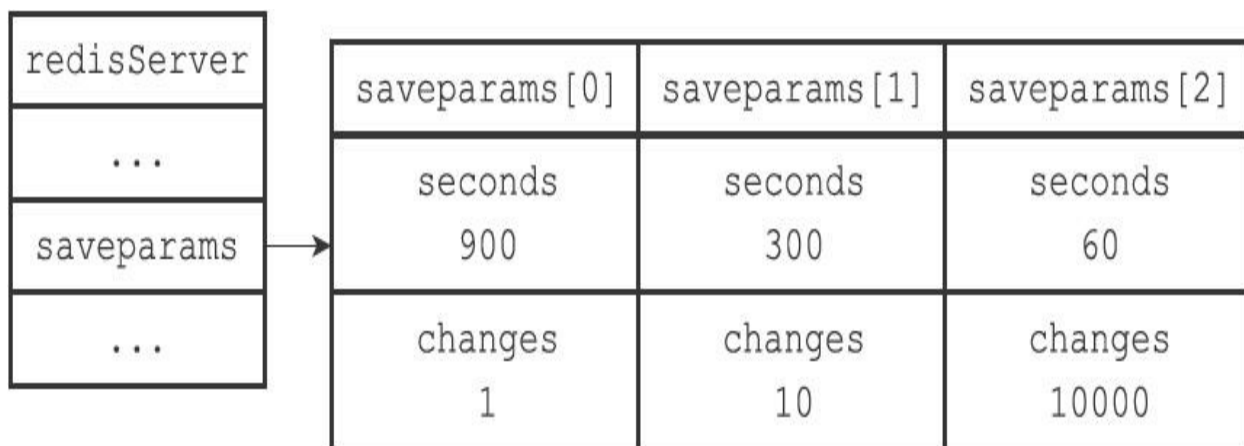 redisServer
...
saveparams
...
saveparams[0] saveparams[1] saveparams[2]
seconds seconds seconds
900 300 60
changes changes changes
1 10 10000